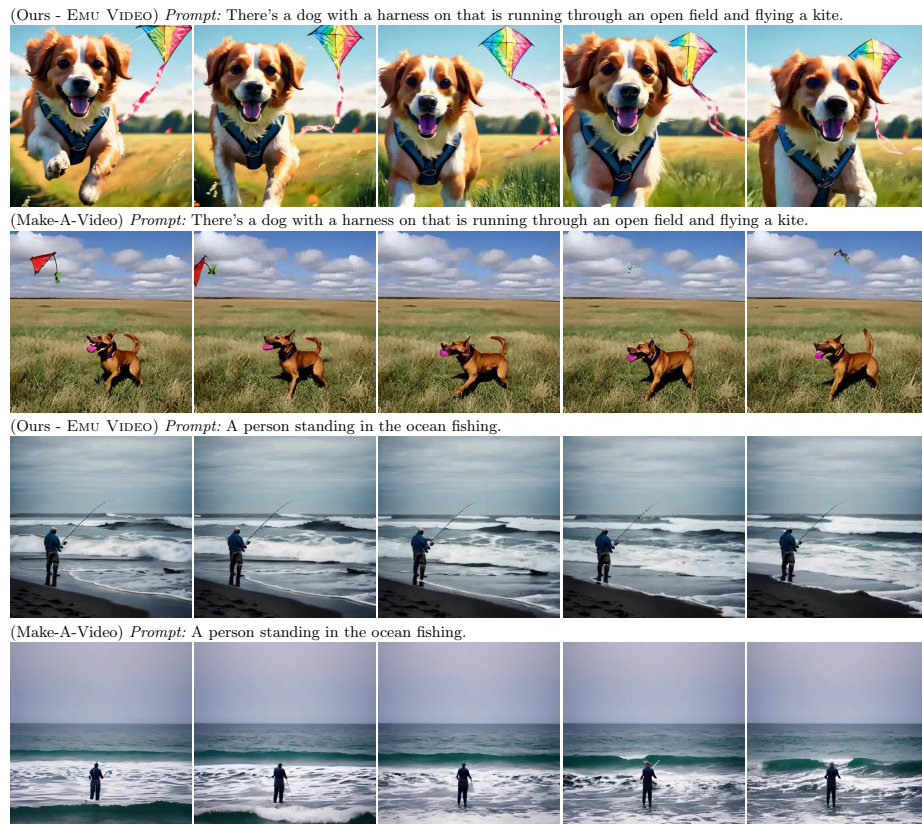 (Ours - EMU VIDEO) Prompt: There's a dog with a harness on that is running through an open field and flying a kite.
(Make-A-Video) Prompt: There's a dog with a harness on that is running through an open field and flying a kite.
(Ours - EMU VIDEO) Prompt: A person standing in the ocean fishing.
(Make-A-Video) Prompt: A person standing in the ocean fishing.